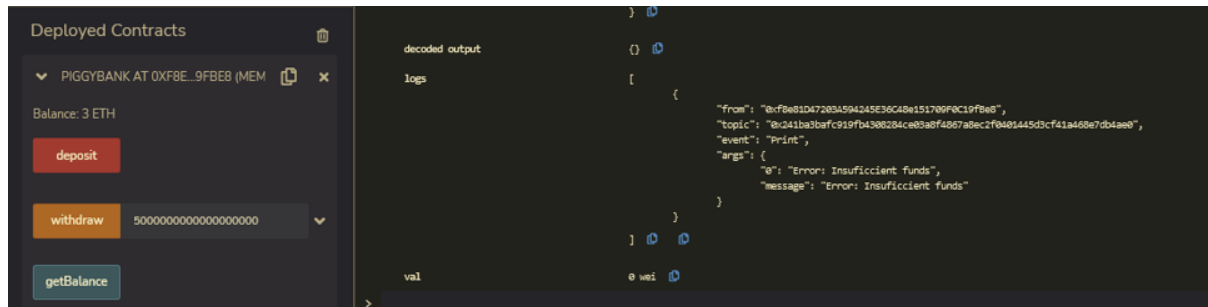 Deployed Contracts
PIGGYBANK AT 0XF8E...9FBE8 (MEM
Balance: 3 ETH
deposit
withdraw 5000000000000000000
getBalance
}
decoded output {}
logs [
{
"from": "0xf8e81D47203A594245E36C48e151709F0C19fBe8",
"topic": "0x241ba3bafc919fb4308284ce03a8f4867a8ec2f0401445d3cf41a468e7db4ae0",
"event": "Print",
"args": {
"0": "Error: Insuficcient funds",
"message": "Error: Insuficcient funds"
}
}
]
val 0 wei
>